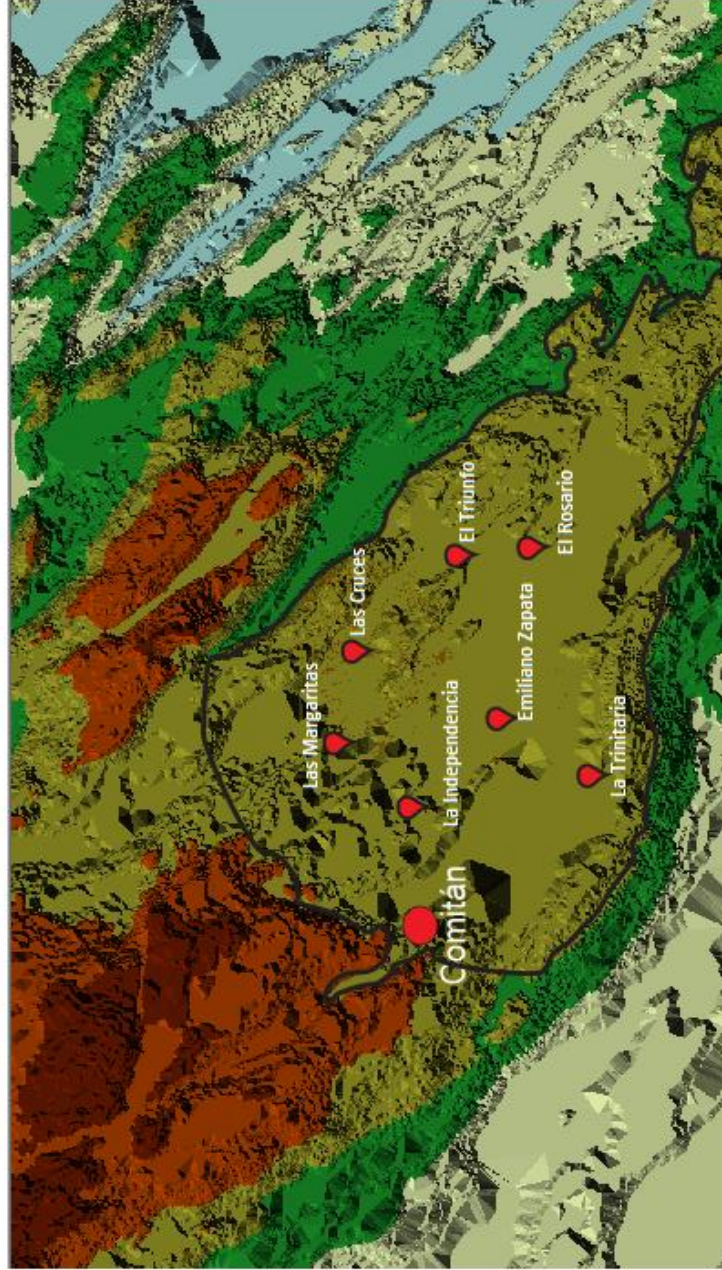 Las Margaritas
Las Cruces
Comitán
La Independencia
El Triunfo
Emiliano Zapata
El Rosario
La Trinitaria